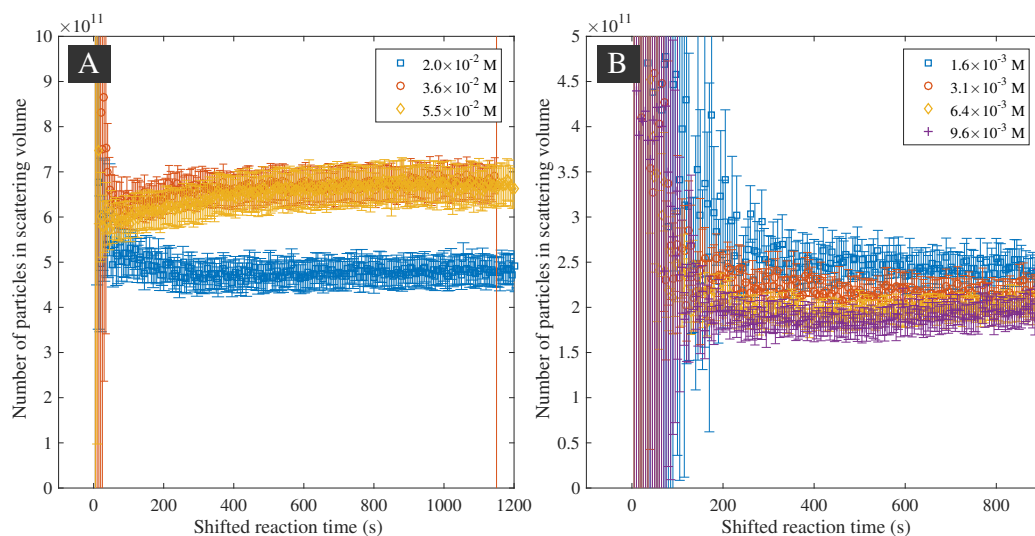 ×10¹¹
A
2.0×10⁻² M
3.6×10⁻² M
5.5×10⁻² M
10
9
8
7
6
5
4
3
2
1
0
0 200 400 600 800 1000 1200
Number of particles in scattering volume
Shifted reaction time (s)
×10¹¹
B
1.6×10⁻³ M
3.1×10⁻³ M
6.4×10⁻³ M
9.6×10⁻³ M
5
4.5
4
3.5
3
2.5
2
1.5
1
0.5
0
0 200 400 600 800
Number of particles in scattering volume
Shifted reaction time (s)